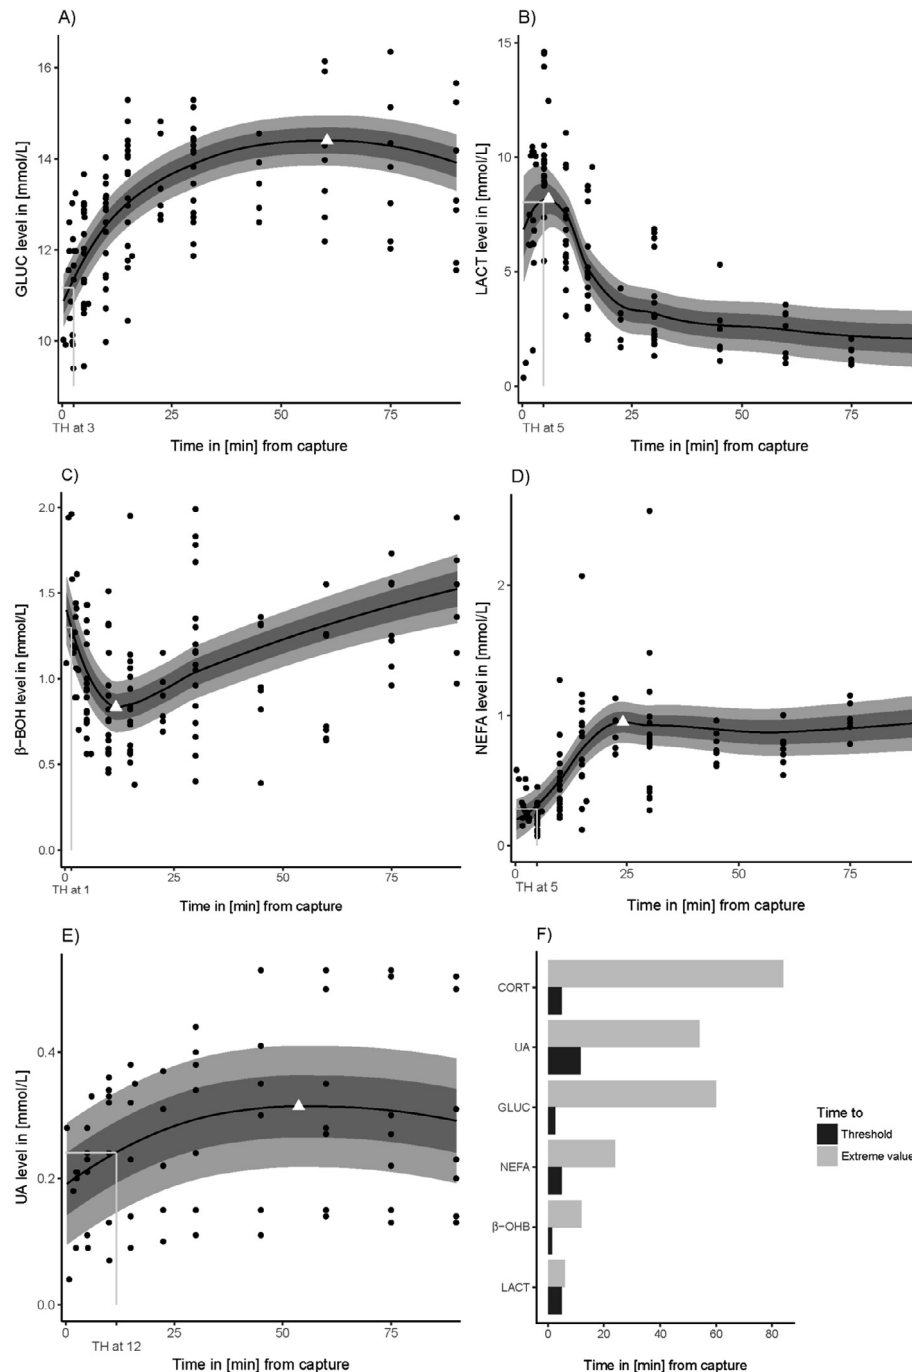 A)
GLUC level in [mmol/L]
16
14
12
10
0
25
50
75
TH at 3
Time in [min] from capture
B)
LACT level in [mmol/L]
15
10
5
0
0
25
50
75
TH at 5
Time in [min] from capture
C)
β-BOH level in [mmol/L]
2.0
1.5
1.0
0.5
0.0
0
25
50
75
TH at 1
Time in [min] from capture
D)
NEFA level in [mmol/L]
2
1
0
0
25
50
75
TH at 5
Time in [min] from capture
E)
UA level in [mmol/L]
0.4
0.2
0.0
0
25
50
75
TH at 12
Time in [min] from capture
F)
CORT
UA
GLUC
NEFA
β-OHB
LACT
0
20
40
60
80
Time in [min] from capture
Time to
Threshold
Extreme value